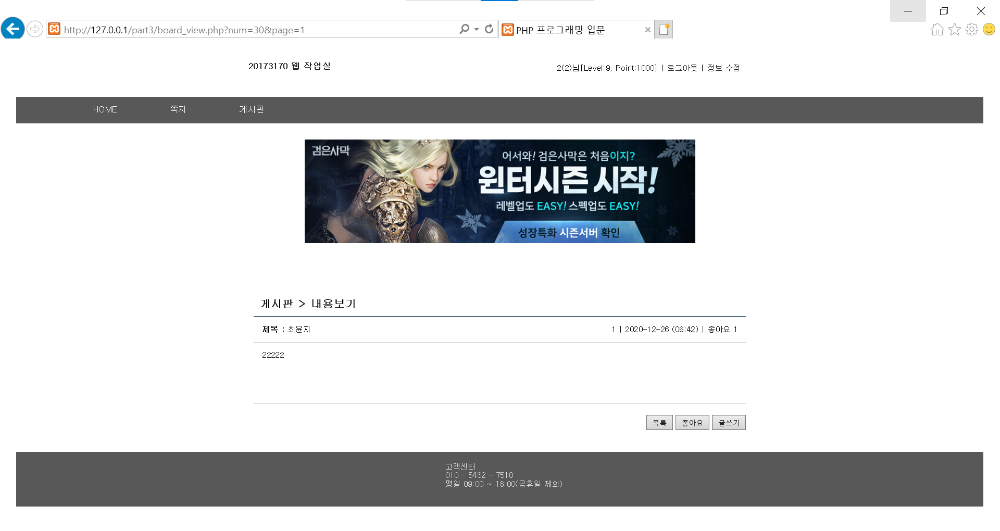 http://127.0.0.1/part3/board_view.php?num=30&page=1
PHP 프로그래밍 입문
20173170 웹 작업실
2(2)님[Level:9, Point:1000] | 로그아웃 | 정보 수정
HOME
쪽지
게시판
검은사막
어서와! 검은사막은 처음이지?
윈터시즌 시작!
레벨업도 EASY! 스펙업도 EASY!
성장특화 시즌서버 확인
게시판 > 내용보기
제목 : 최윤지
1 | 2020-12-26 (06:42) | 좋아요 1
22222
목록
좋아요
글쓰기
고객센터
010 - 5432 - 7510
평일 09:00 ~ 18:00(공휴일 제외)